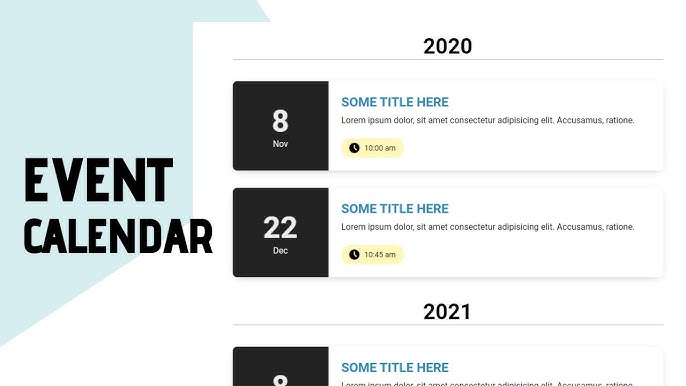 EVENT
CALENDAR
2020
8
Nov
SOME TITLE HERE
Lorem ipsum dolor, sit amet consectetur adipisicing elit. Accusamus, ratione.
10:00 am
22
Dec
SOME TITLE HERE
Lorem ipsum dolor, sit amet consectetur adipisicing elit. Accusamus, ratione.
10:45 am
2021
SOME TITLE HERE
Lorem ipsum dolor, sit amet consectetur adipisicing elit. Accusamus, ratione.